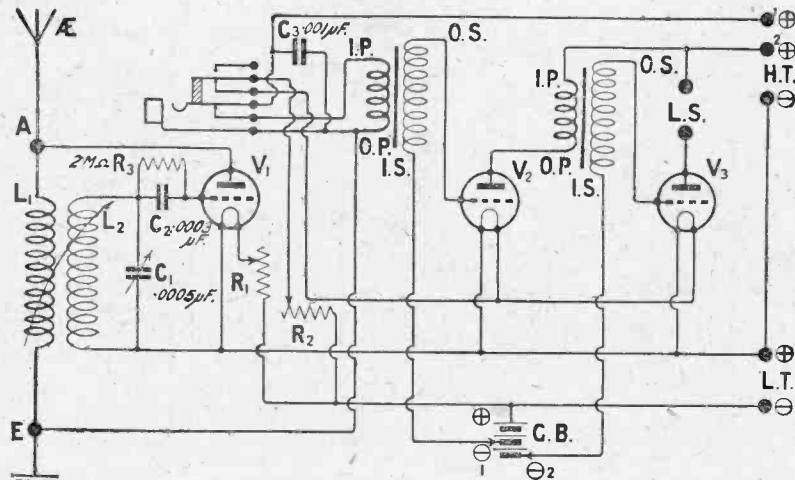 Æ
C₃ ·001µF.
I.P.
O.S.
1 ⊕
2 ⊕
I.P.
O.S.
H.T.
⊖
L.S.
A
2MΩ R₃
V₁
O.P.
I.S.
V₂
O.P.
I.S.
V₃
L₁
L₂
C₂ ·0003
µF.
C₁
·0005µF.
R₁
R₂
⊕
L.T.
⊖
E
⊕
G.B.
⊖
1
⊖2